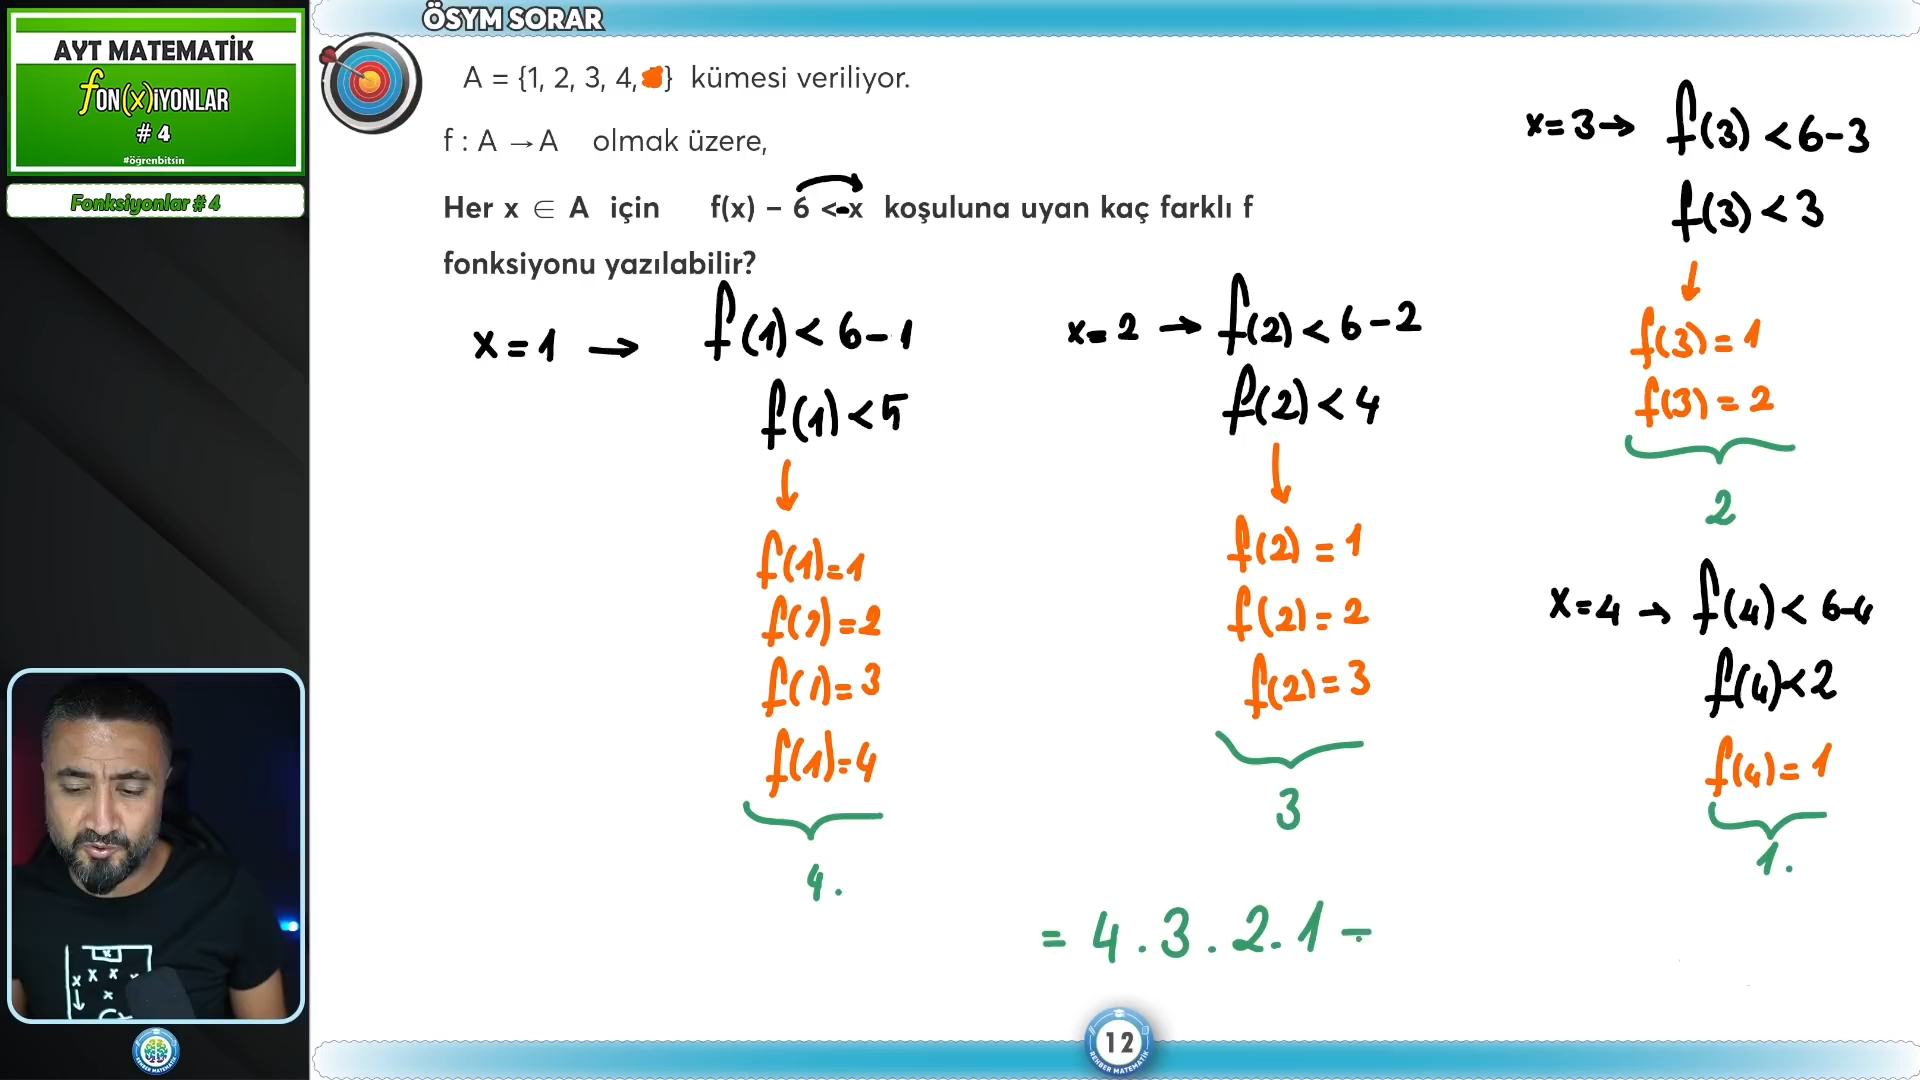 AYT MATEMATİK
fON(x)İYONLAR
# 4
#öğrenbitsin
Fonksiyonlar # 4
ÖSYM SORAR
A = {1, 2, 3, 4, } kümesi veriliyor.
f : A → A olmak üzere,
Her x ∈ A için f(x) − 6 < -x koşuluna uyan kaç farklı f
fonksiyonu yazılabilir?
x = 1 → f(1) < 6 - 1
f(1) < 5
↓
f(1) = 1
f(1) = 2
f(1) = 3
f(1) = 4
4 .
x = 2 → f(2) < 6 - 2
f(2) < 4
↓
f(2) = 1
f(2) = 2
f(2) = 3
3
x = 3 → f(3) < 6 - 3
f(3) < 3
↓
f(3) = 1
f(3) = 2
2
x = 4 → f(4) < 6 - 4
f(4) < 2
f(4) = 1
1 .
= 4 . 3 . 2 . 1 -
12
REHBER MATEMATİK